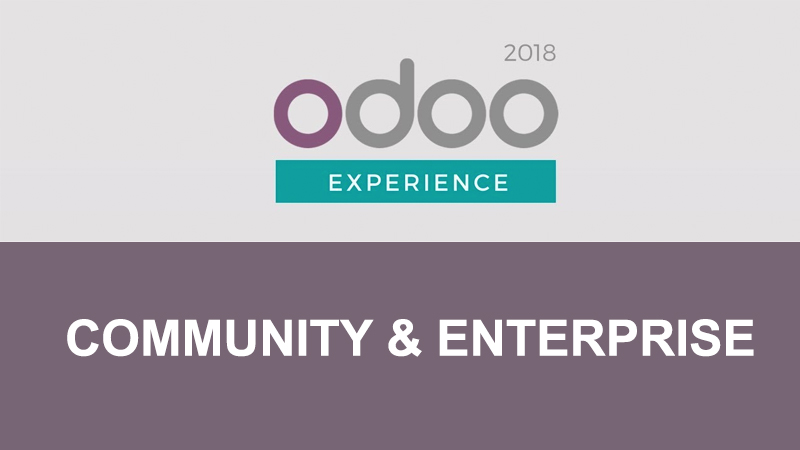 2018
odoo
EXPERIENCE
COMMUNITY & ENTERPRISE